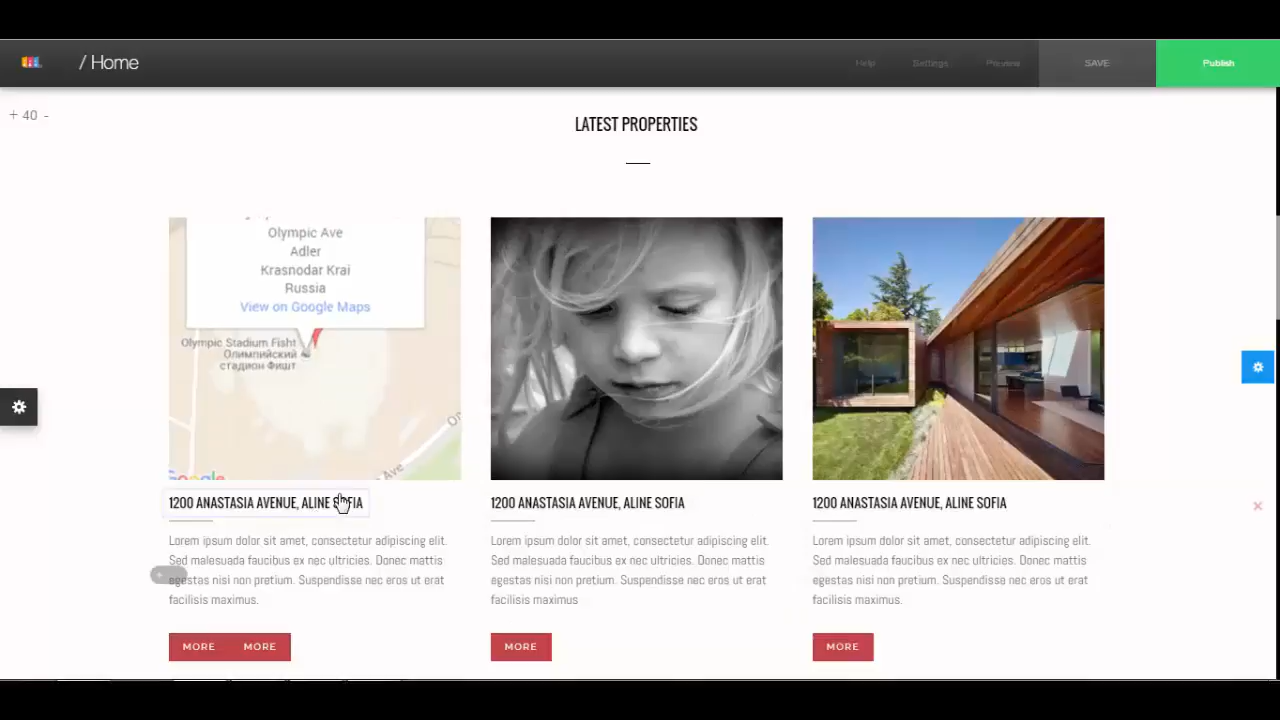 / Home
Help
Settings
Preview
SAVE
Publish
+ 40 -
LATEST PROPERTIES
Olympic Ave
Adler
Krasnodar Krai
Russia
View on Google Maps
Olympic Stadium Fisht
Олимпийский
стадион Фишт
Ave
Google
1200 ANASTASIA AVENUE, ALINE SOFIA
Lorem ipsum dolor sit amet, consectetur adipiscing elit.
Sed malesuada faucibus ex nec ultricies. Donec mattis
egestas nisi non pretium. Suspendisse nec eros ut erat
facilisis maximus.
MORE
MORE
1200 ANASTASIA AVENUE, ALINE SOFIA
Lorem ipsum dolor sit amet, consectetur adipiscing elit.
Sed malesuada faucibus ex nec ultricies. Donec mattis
egestas nisi non pretium. Suspendisse nec eros ut erat
facilisis maximus
MORE
1200 ANASTASIA AVENUE, ALINE SOFIA
Lorem ipsum dolor sit amet, consectetur adipiscing elit.
Sed malesuada faucibus ex nec ultricies. Donec mattis
egestas nisi non pretium. Suspendisse nec eros ut erat
facilisis maximus.
MORE